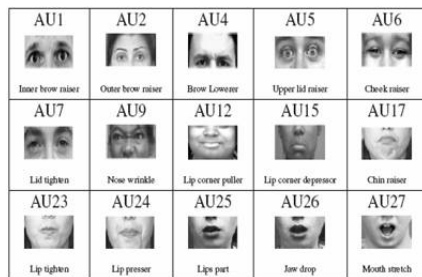 AU1 AU2 AU4 AU5 AU6
Inner brow raiser Outer brow raiser Brow Lowerer Upper lid raiser Cheek raiser
AU7 AU9 AU12 AU15 AU17
Lid tighten Nose wrinkle Lip corner puller Lip corner depressor Chin raiser
AU23 AU24 AU25 AU26 AU27
Lip tighten Lip presser Lips part Jaw drop Mouth stretch